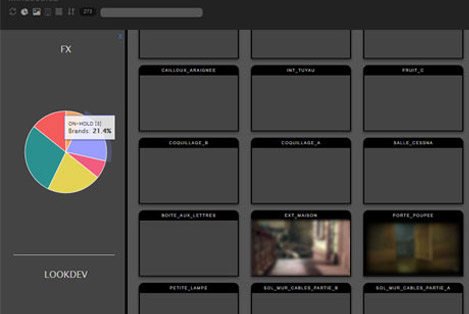 273
x
FX
ON-HOLD (3)
Brands: 21.4%
LOOKDEV
CAILLOUX_ARAIGNEE
INT_TUYAU
FRUIT_C
COQUILLAGE_B
COQUILLAGE_A
SALLE_CESSNA
BOITE_AUX_LETTRES
EXT_MAISON
PORTE_POUPEE
PETITE_LAMPE
SOL_MUR_CABLES_PARTIE_B
SOL_MUR_CABLES_PARTIE_A